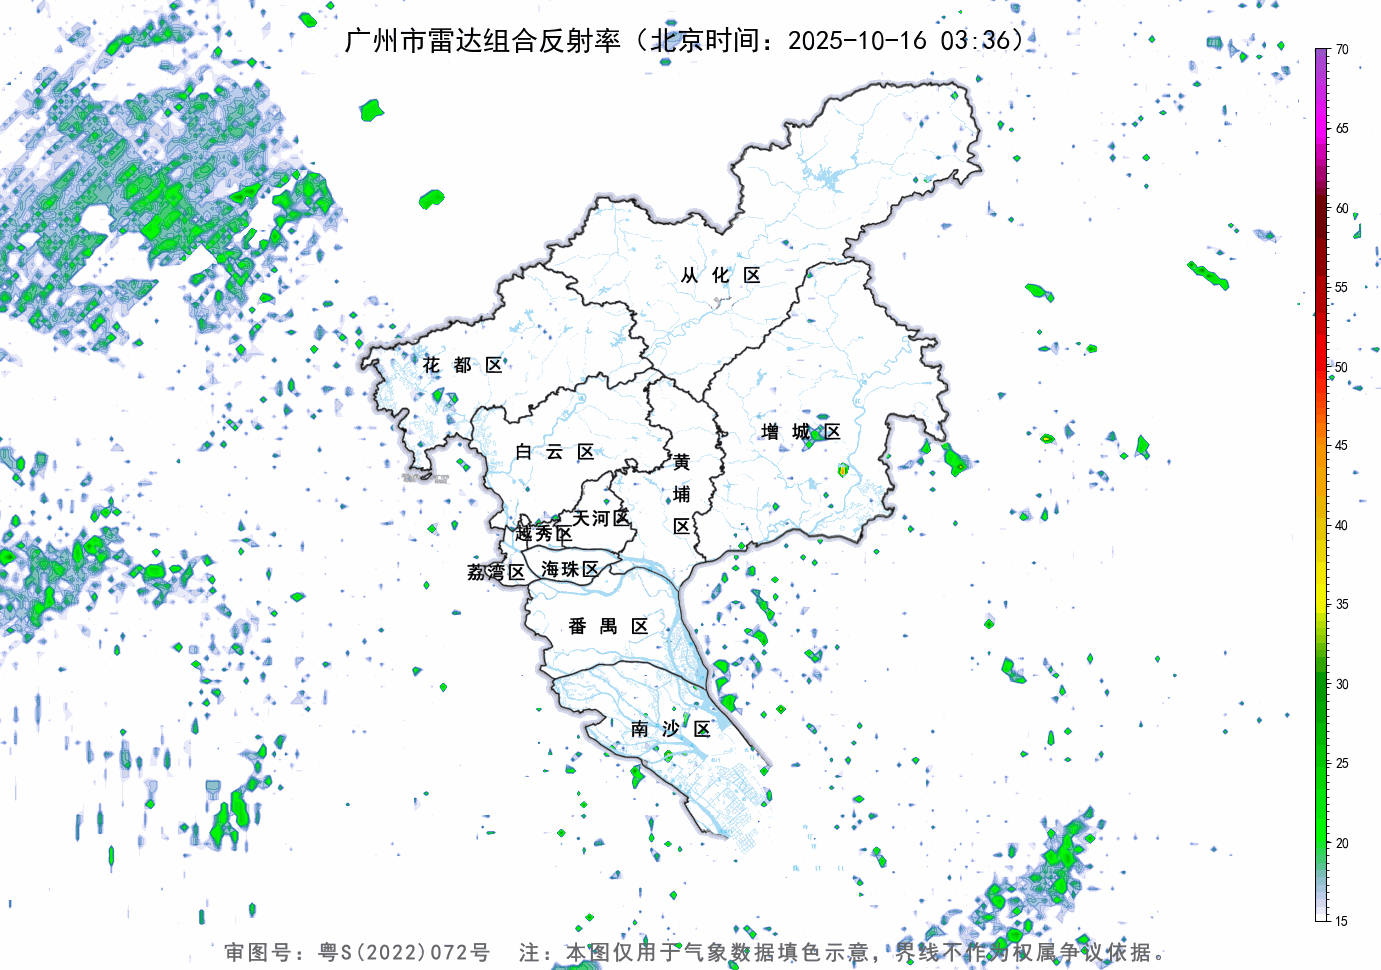 广州市雷达组合反射率（北京时间：2025-10-16 03:36）
70
65
60
55
50
45
40
35
30
25
20
15
从化区
花都区
增城区
白云区
黄埔区
天河区
越秀区
荔湾区
海珠区
番禺区
南沙区
审图号：粤S(2022)072号 注：本图仅用于气象数据填色示意，界线不作为权属争议依据。